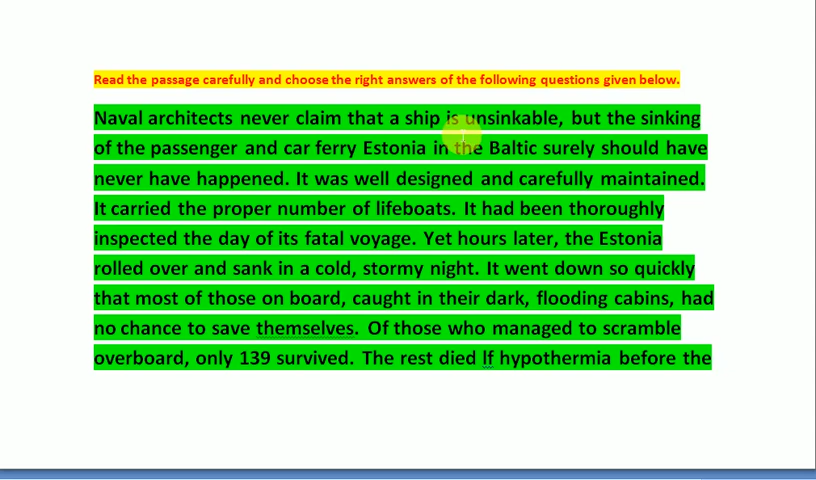 Read the passage carefully and choose the right answers of the following questions given below.
Naval architects never claim that a ship is unsinkable, but the sinking
of the passenger and car ferry Estonia in the Baltic surely should have
never have happened. It was well designed and carefully maintained.
It carried the proper number of lifeboats. It had been thoroughly
inspected the day of its fatal voyage. Yet hours later, the Estonia
rolled over and sank in a cold, stormy night. It went down so quickly
that most of those on board, caught in their dark, flooding cabins, had
no chance to save themselves. Of those who managed to scramble
overboard, only 139 survived. The rest died lf hypothermia before the